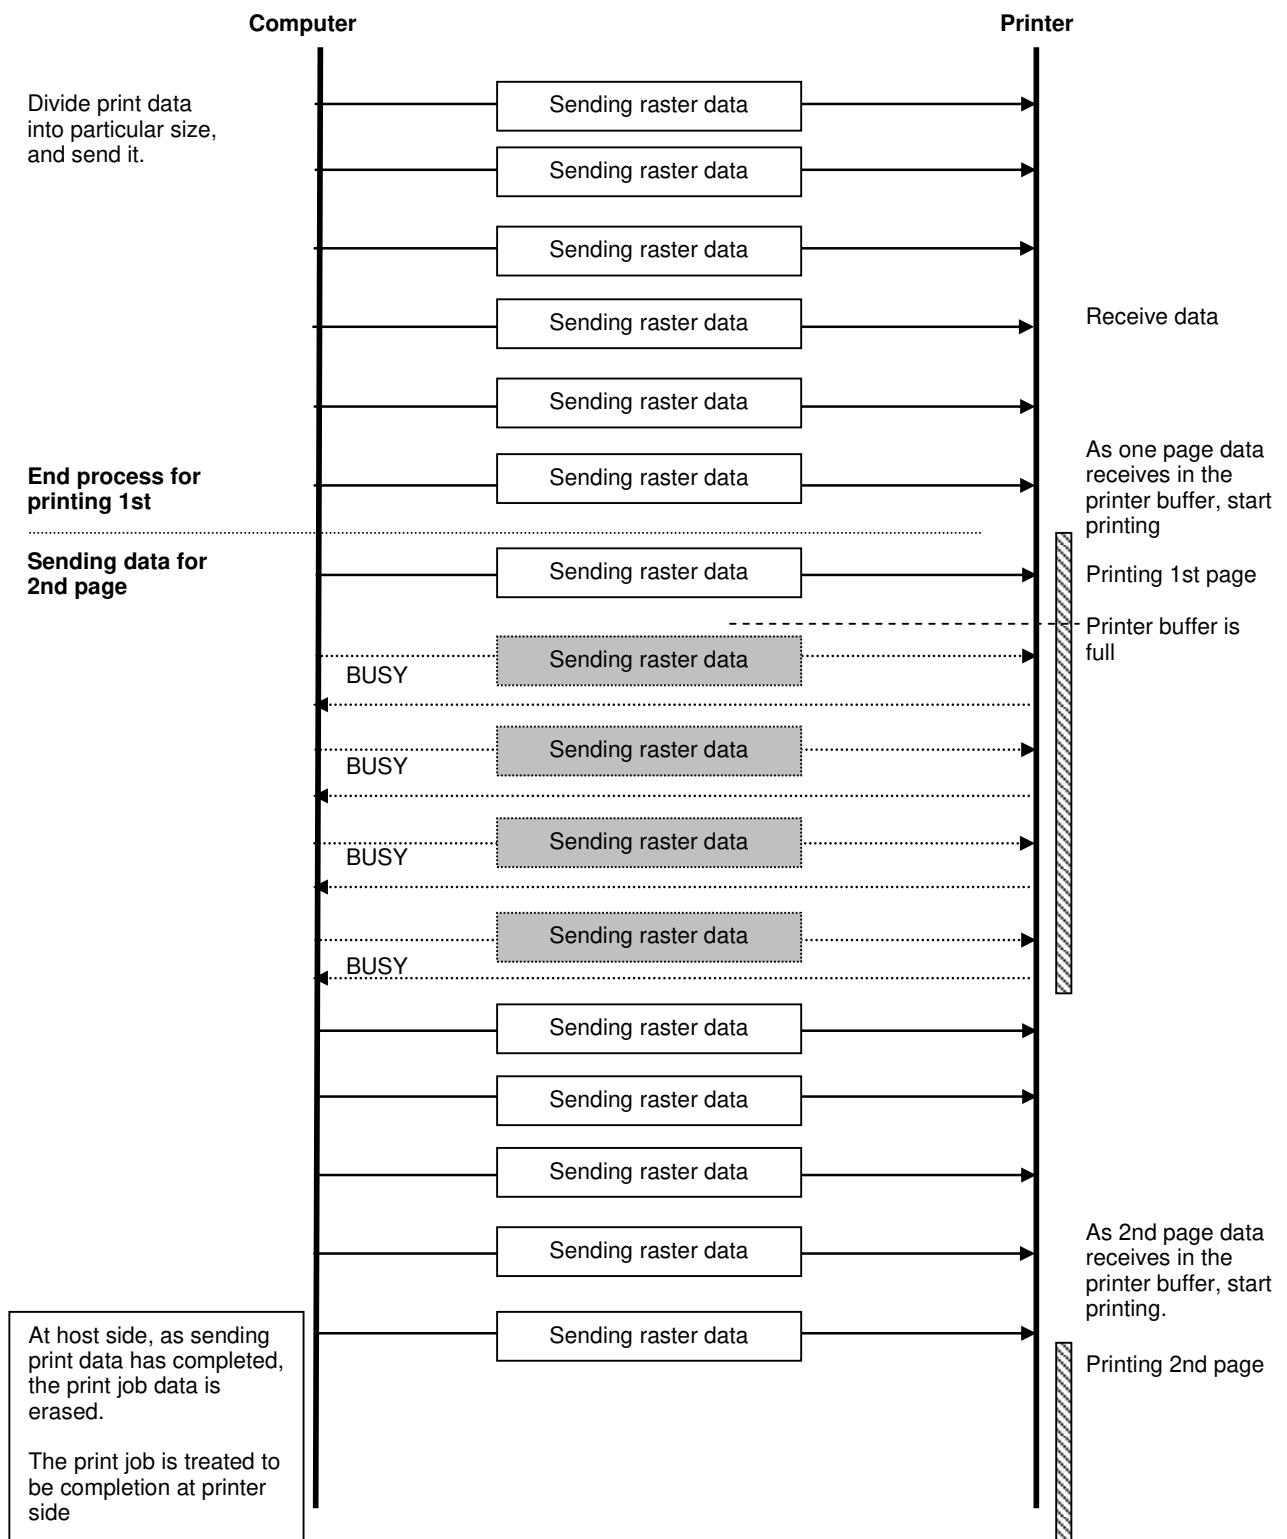 Computer
Printer
Divide print data
into particular size,
and send it.
Sending raster data
Sending raster data
Sending raster data
Sending raster data
Receive data
Sending raster data
End process for
printing 1st
Sending raster data
As one page data
receives in the
printer buffer, start
printing
Sending data for
2nd page
Sending raster data
Printing 1st page
Printer buffer is
full
Sending raster data
BUSY
Sending raster data
BUSY
Sending raster data
BUSY
Sending raster data
BUSY
Sending raster data
Sending raster data
Sending raster data
Sending raster data
As 2nd page data
receives in the
printer buffer, start
printing.
Sending raster data
Printing 2nd page
At host side, as sending
print data has completed,
the print job data is
erased.
The print job is treated to
be completion at printer
side